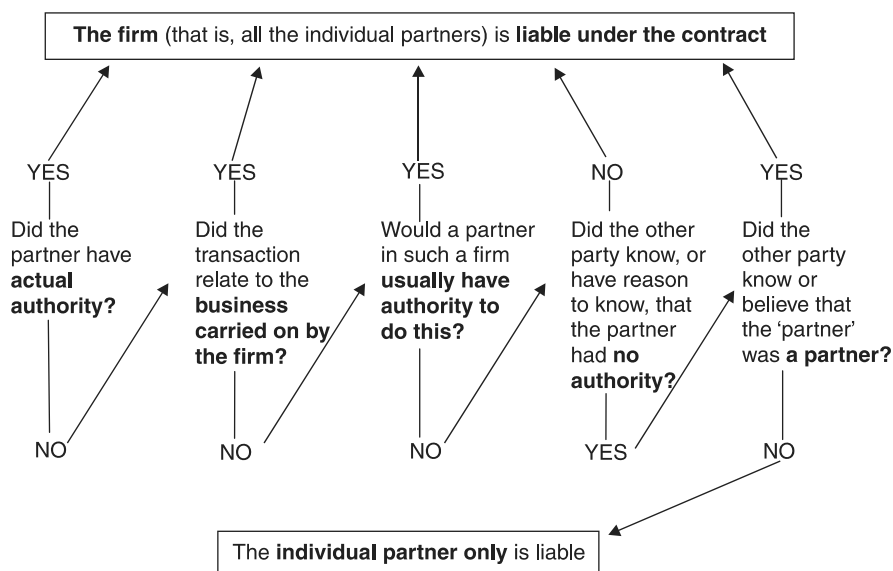 The firm (that is, all the individual partners) is liable under the contract
YES
YES
YES
NO
YES
Did the
partner have
actual
authority?
Did the
transaction
relate to the
business
carried on by
the firm?
Would a partner
in such a firm
usually have
authority to
do this?
Did the other
party know, or
have reason
to know, that
the partner
had no
authority?
Did the
other party
know or
believe that
the ‘partner’
was a partner?
NO
NO
NO
YES
NO
The individual partner only is liable